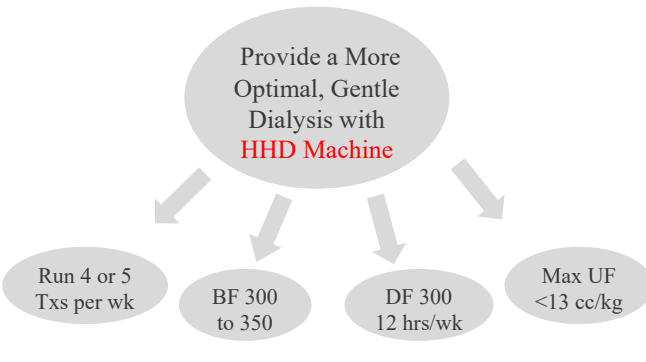 Provide a More
Optimal, Gentle
Dialysis with
HHD Machine
Run 4 or 5
Txs per wk
BF 300
to 350
DF 300
12 hrs/wk
Max UF
<13 cc/kg